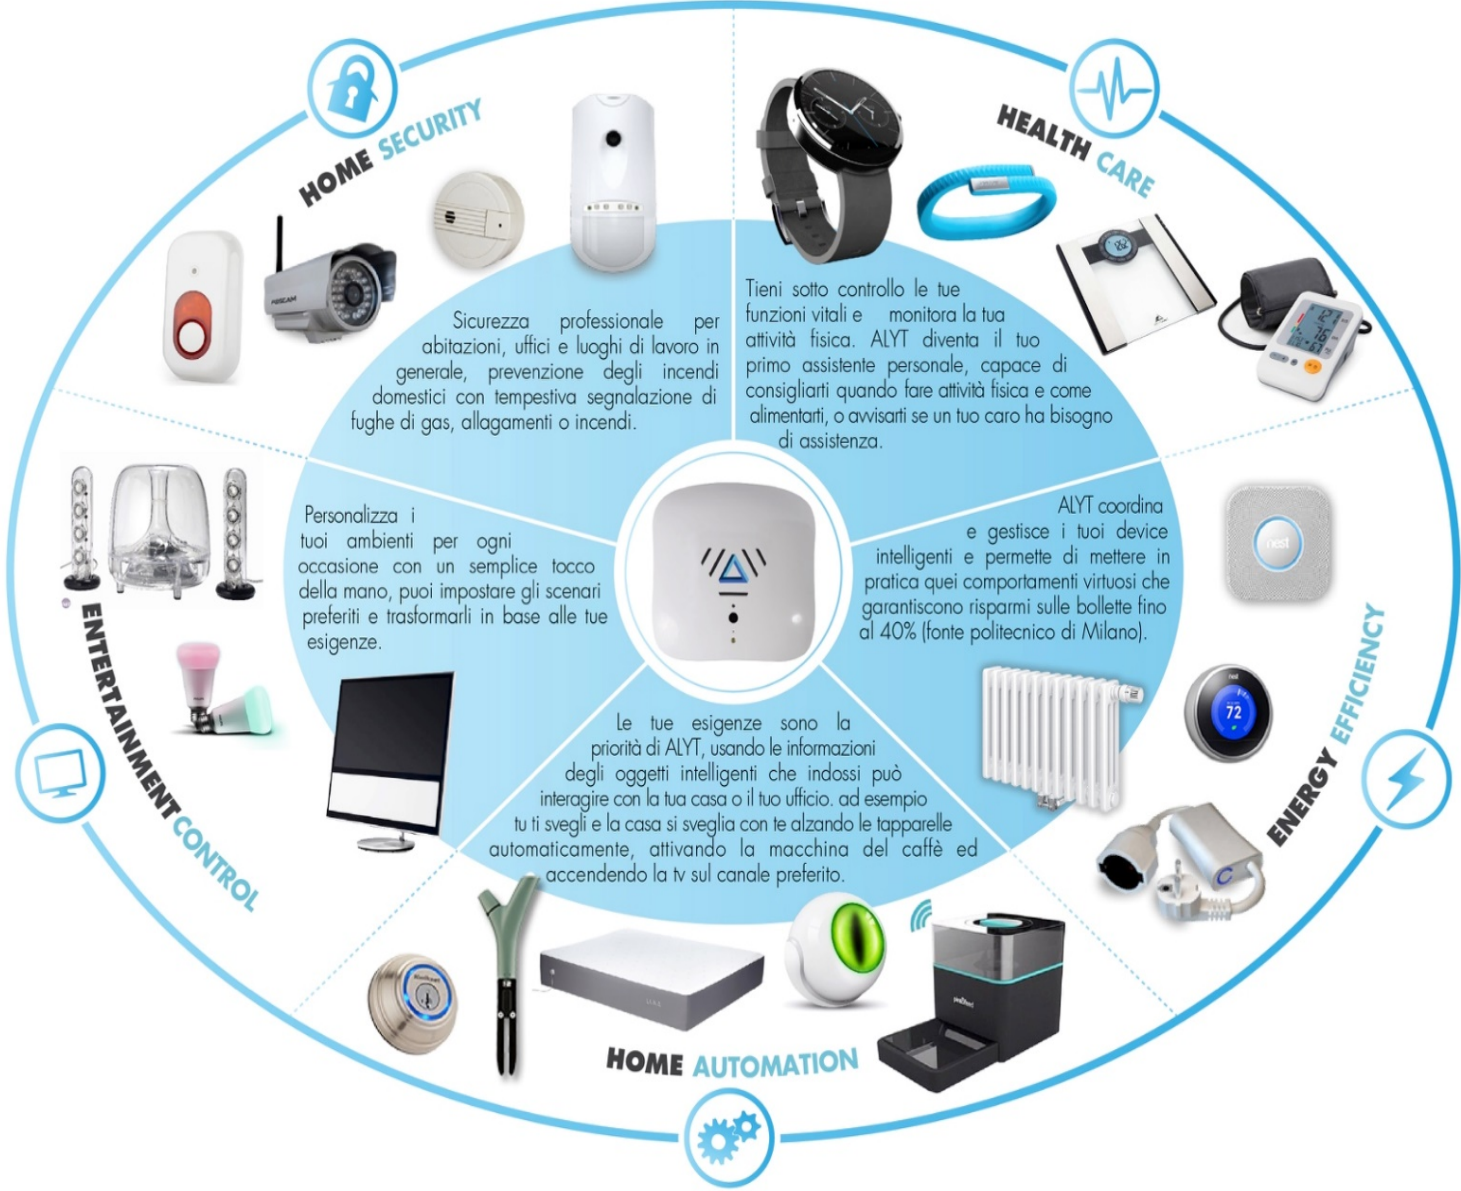 HOME SECURITY
HEALTH CARE
FOSCAM
Sicurezza professionale per
abitazioni, uffici e luoghi di lavoro in
generale, prevenzione degli incendi
domestici con tempestiva segnalazione di
fughe di gas, allagamenti o incendi.
Tieni sotto controllo le tue
funzioni vitali e monitora la tua
attività fisica. ALYT diventa il tuo
primo assistente personale, capace di
consigliarti quando fare attività fisica e come
alimentarti, o avvisarti se un tuo caro ha bisogno
di assistenza.
Personalizza i
tuoi ambienti per ogni
occasione con un semplice tocco
della mano, puoi impostare gli scenari
preferiti e trasformarli in base alle tue
esigenze.
ALYT coordina
e gestisce i tuoi device
intelligenti e permette di mettere in
pratica quei comportamenti virtuosi che
garantiscono risparmi sulle bollette fino
al 40% (fonte politecnico di Milano).
nest
nest
72
ENTERTAINMENT CONTROL
ENERGY EFFICIENCY
Le tue esigenze sono la
priorità di ALYT, usando le informazioni
degli oggetti intelligenti che indossi può
interagire con la tua casa o il tuo ufficio. ad esempio
tu ti svegli e la casa si sveglia con te alzando le tapparelle
automaticamente, attivando la macchina del caffè ed
accendendo la tv sul canale preferito.
HOME AUTOMATION